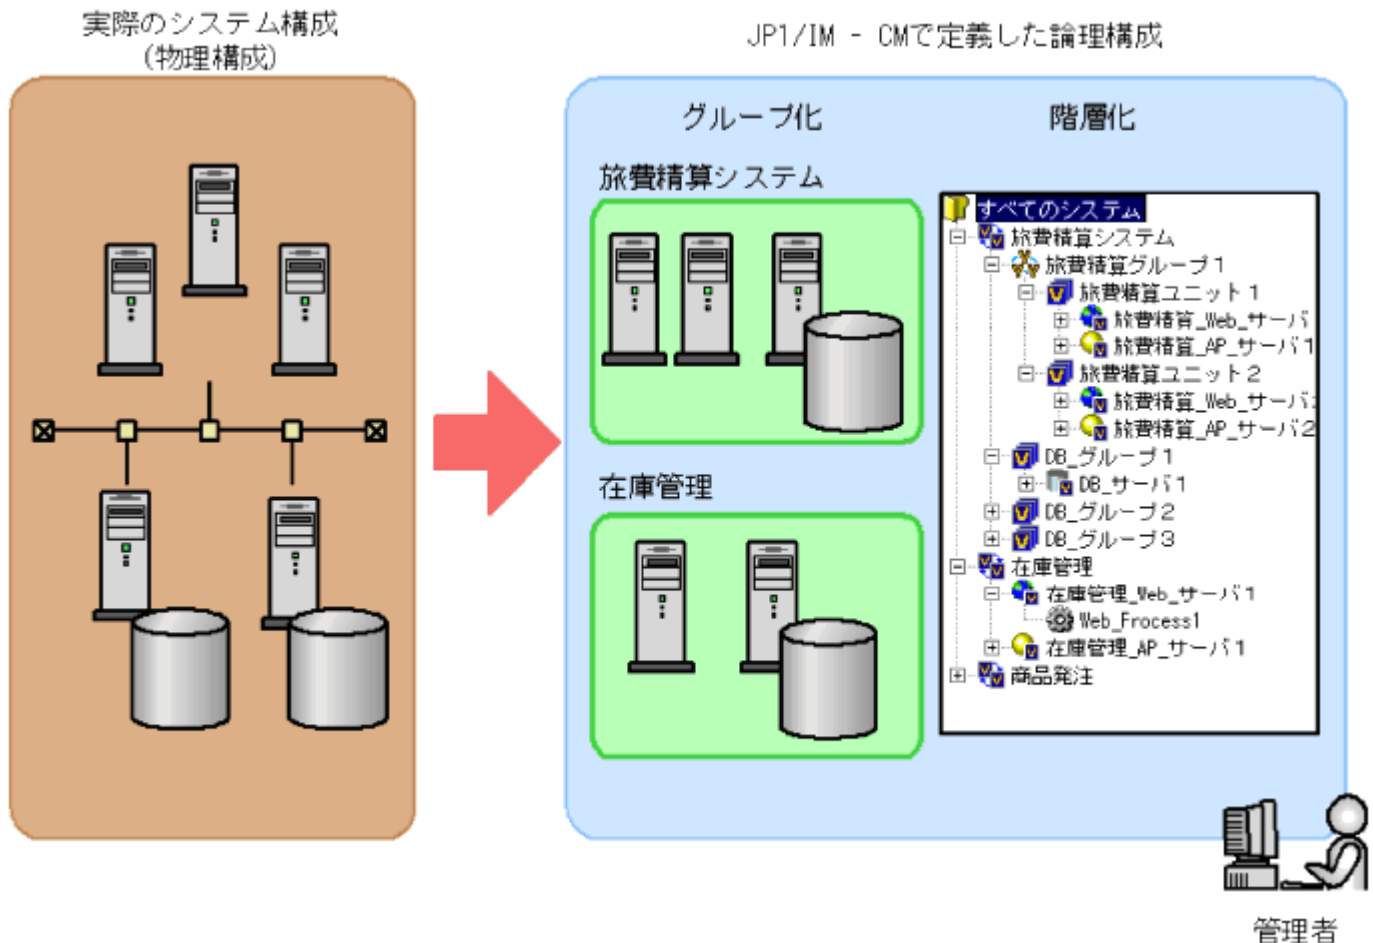 実際のシステム構成
(物理構成)
JP1/IM - CMで定義した論理構成
グループ化
階層化
旅費精算システム
在庫管理
すべてのシステム
旅費精算システム
旅費精算グループ1
旅費精算ユニット1
旅費精算_Web_サーバ
旅費精算_AP_サーバ1
旅費精算ユニット2
旅費精算_Web_サーバ
旅費精算_AP_サーバ2
DB_グループ1
DB_サーバ1
DB_グループ2
DB_グループ3
在庫管理
在庫管理_Web_サーバ1
Web_Process1
在庫管理_AP_サーバ1
商品発注
管理者